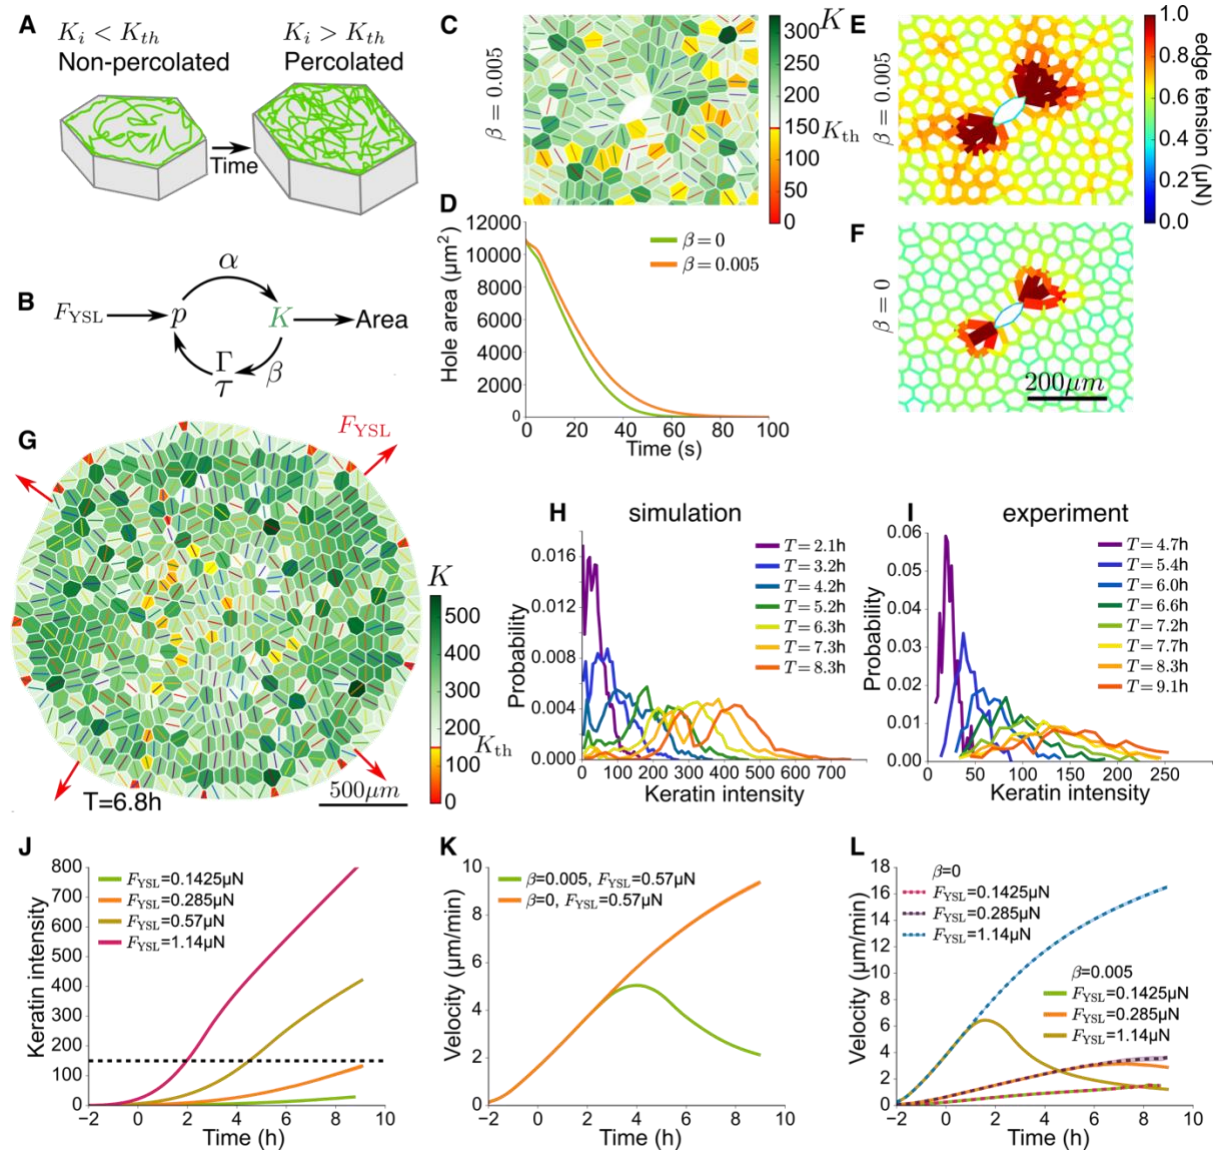 A
K_i < K_th
Non-percolated
K_i > K_th
Percolated
Time
B
F_YSL
p
α
K
Area
Γ
τ
β
C
β = 0.005
K
300
250
200
K_th
100
50
0
D
Hole area (µm²)
12000
10000
8000
6000
4000
2000
0
β = 0
β = 0.005
0 20 40 60 80 100
Time (s)
E
β = 0.005
1.0
0.8
0.6
0.4
0.2
0.0
edge tension (µN)
F
β = 0
200µm
G
F_YSL
T=6.8h
500µm
K
500
400
300
200
K_th
100
0
H
simulation
Probability
0.016
0.012
0.008
0.004
0.000
T = 2.1h
T = 3.2h
T = 4.2h
T = 5.2h
T = 6.3h
T = 7.3h
T = 8.3h
0 100 200 300 400 500 600 700
Keratin intensity
I
experiment
Probability
0.06
0.05
0.04
0.03
0.02
0.01
0.00
T = 4.7h
T = 5.4h
T = 6.0h
T = 6.6h
T = 7.2h
T = 7.7h
T = 8.3h
T = 9.1h
0 50 100 150 200 250
Keratin intensity
J
Keratin intensity
800
700
600
500
400
300
200
100
0
F_YSL=0.1425µN
F_YSL=0.285µN
F_YSL=0.57µN
F_YSL=1.14µN
−2 0 2 4 6 8 10
Time (h)
K
Velocity (µm/min)
10
8
6
4
2
0
β=0.005, F_YSL=0.57µN
β=0, F_YSL=0.57µN
−2 0 2 4 6 8 10
Time (h)
L
Velocity (µm/min)
18
16
14
12
10
8
6
4
2
0
β=0
F_YSL=0.1425µN
F_YSL=0.285µN
F_YSL=1.14µN
β=0.005
F_YSL=0.1425µN
F_YSL=0.285µN
F_YSL=1.14µN
−2 0 2 4 6 8 10
Time (h)